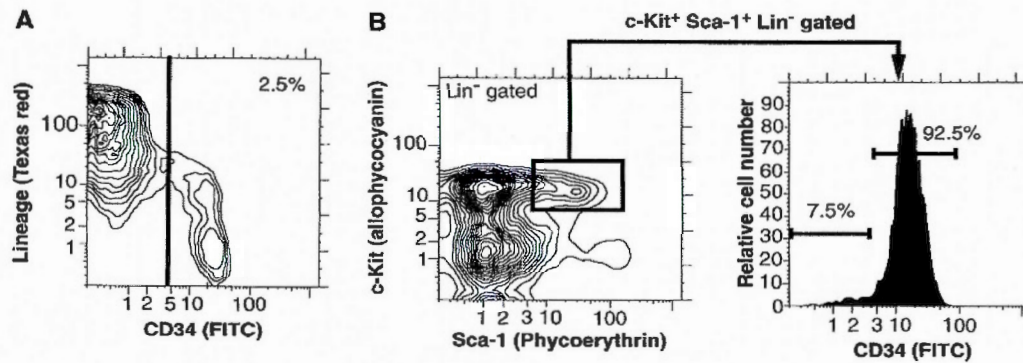 A
Lineage (Texas red)
2.5%
100
10
5
2
1
1 2 5 10 100
CD34 (FITC)
B
c-Kit+ Sca-1+ Lin- gated
c-Kit (allophycocyanin)
Lin- gated
100
10
5
2
1
1 2 3 10 100
Sca-1 (Phycoerythrin)
Relative cell number
90
80
70
60
50
40
30
20
10
0
92.5%
7.5%
1 2 3 10 100
CD34 (FITC)